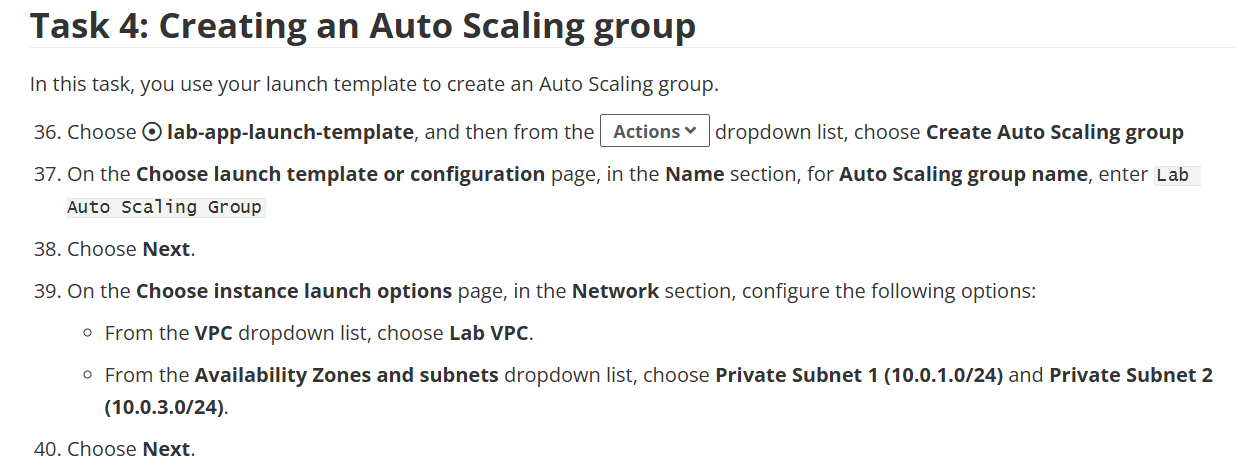 Task 4: Creating an Auto Scaling group
In this task, you use your launch template to create an Auto Scaling group.
36. Choose lab-app-launch-template, and then from the Actions dropdown list, choose Create Auto Scaling group
37. On the Choose launch template or configuration page, in the Name section, for Auto Scaling group name, enter Lab
Auto Scaling Group
38. Choose Next.
39. On the Choose instance launch options page, in the Network section, configure the following options:
From the VPC dropdown list, choose Lab VPC.
From the Availability Zones and subnets dropdown list, choose Private Subnet 1 (10.0.1.0/24) and Private Subnet 2
(10.0.3.0/24).
40. Choose Next.